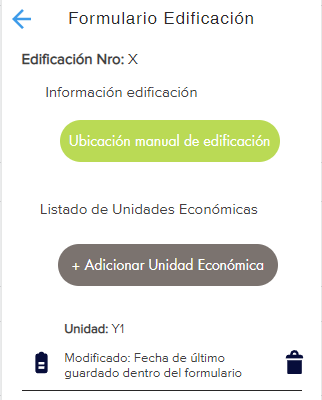 Formulario Edificación
Edificación Nro: X
Información edificación
Ubicación manual de edificación
Listado de Unidades Económicas
+ Adicionar Unidad Económica
Unidad: Y1
Modificado: Fecha de último
guardado dentro del formulario